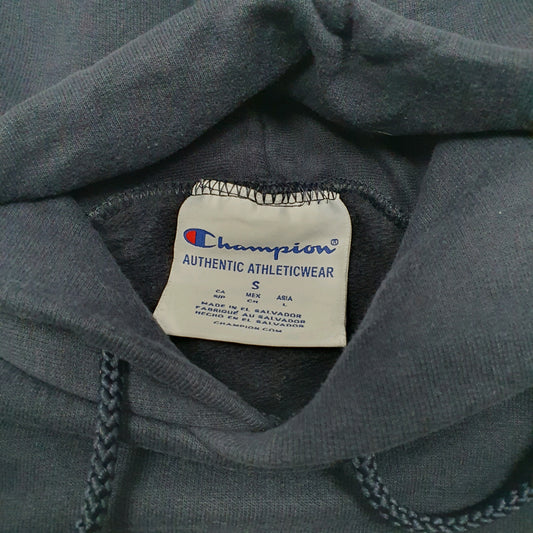 Champion®
AUTHENTIC ATHLETICWEAR
S
CA MEX ASIA
S/P CH L
MADE IN EL SALVADOR
FABRIQUÉ AU SALVADOR
HECHO EN EL SALVADOR
CHAMPION.COM